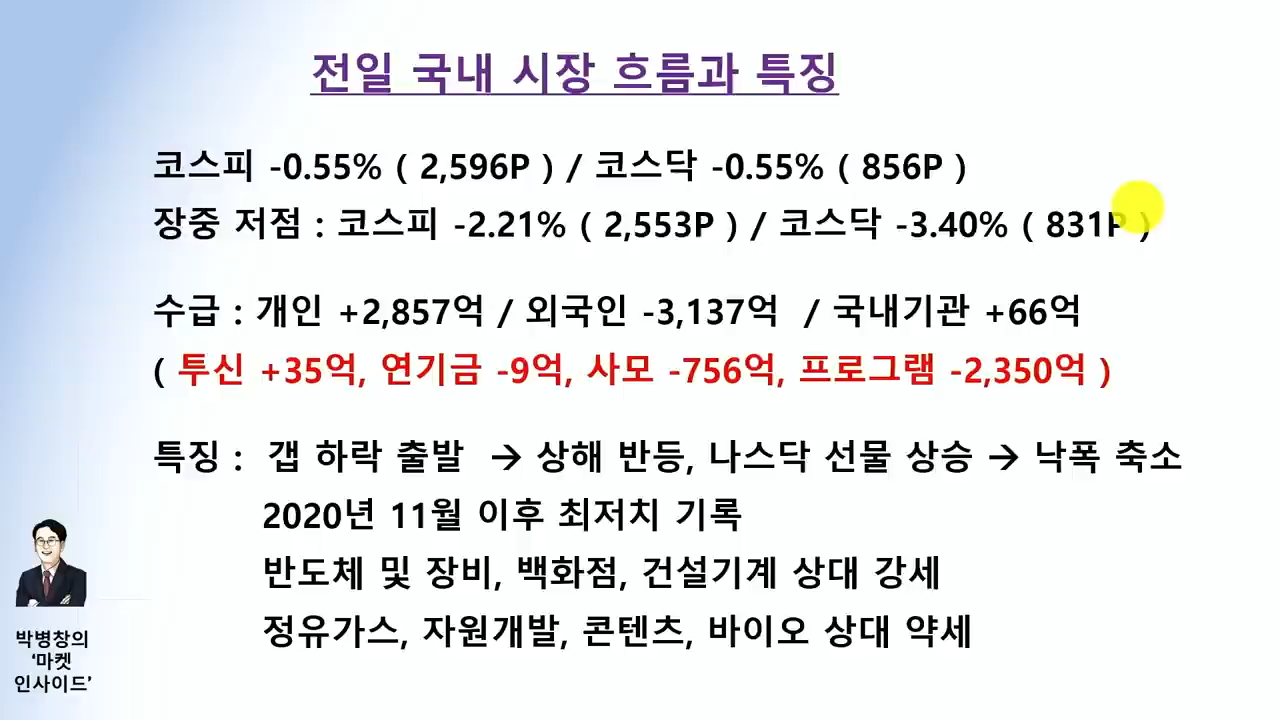 전일 국내 시장 흐름과 특징
코스피 -0.55% ( 2,596P ) / 코스닥 -0.55% ( 856P )
장중 저점 : 코스피 -2.21% ( 2,553P ) / 코스닥 -3.40% ( 831P )
수급 : 개인 +2,857억 / 외국인 -3,137억 / 국내기관 +66억
( 투신 +35억, 연기금 -9억, 사모 -756억, 프로그램 -2,350억 )
특징 : 갭 하락 출발 → 상해 반등, 나스닥 선물 상승 → 낙폭 축소
2020년 11월 이후 최저치 기록
반도체 및 장비, 백화점, 건설기계 상대 강세
정유가스, 자원개발, 콘텐츠, 바이오 상대 약세
박병창의
‘마켓
인사이드’